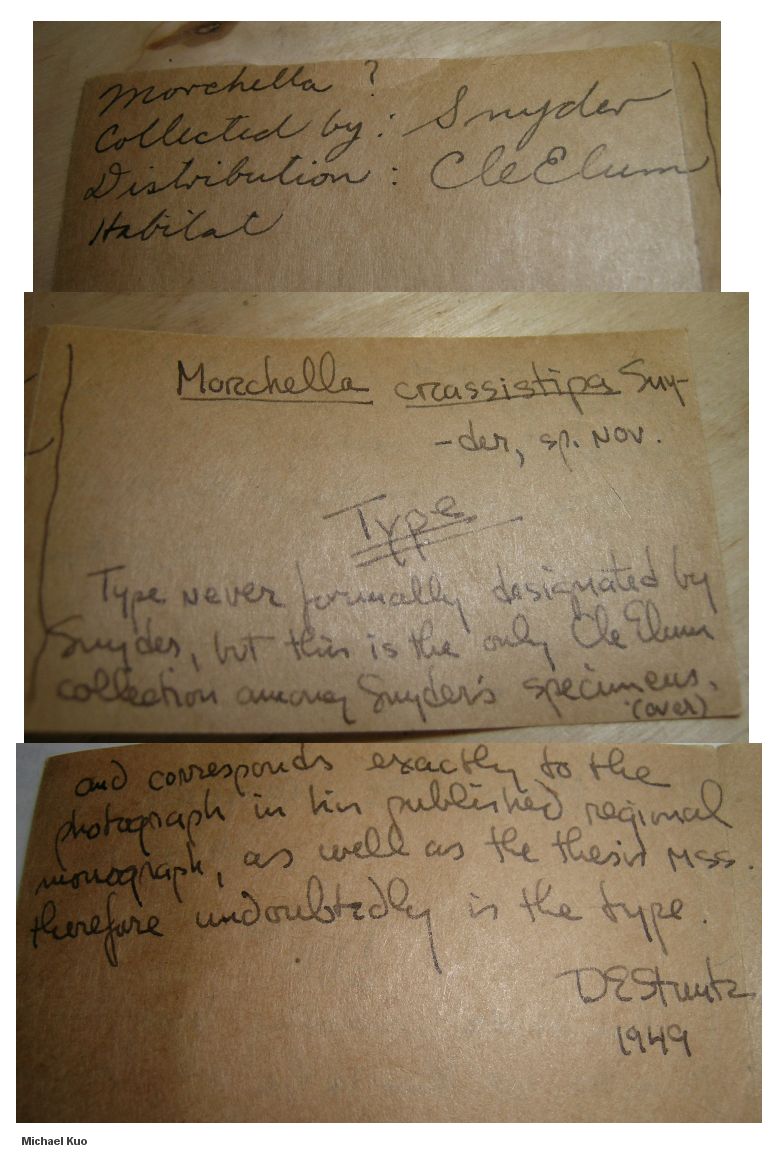 Morchella ?
Collected by: Snyder
Distribution: Cle Elum
Habitat
Morchella crassistipa Sny-
-der, sp. nov.
Type
Type never formally designated by
Snyder, but this is the only Cle Elum
collection among Snyder's specimens.
(over)
and corresponds exactly to the
photograph in his published regional
monograph, as well as the thesis MSS.
therefore undoubtedly is the type.
DEStuntz
1949
Michael Kuo